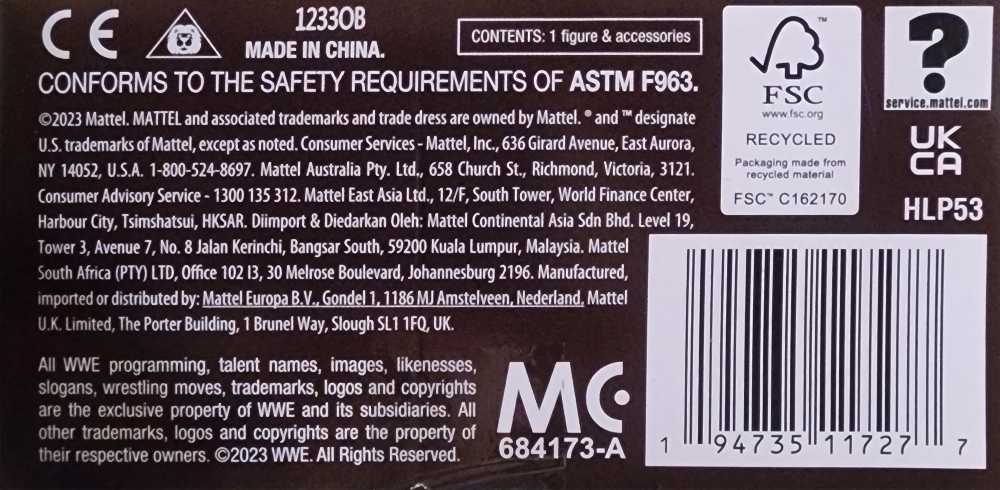 CE
1233OB
MADE IN CHINA.
CONTENTS: 1 figure & accessories
CONFORMS TO THE SAFETY REQUIREMENTS OF ASTM F963.
©2023 Mattel. MATTEL and associated trademarks and trade dress are owned by Mattel. ® and ™ designate
U.S. trademarks of Mattel, except as noted. Consumer Services - Mattel, Inc., 636 Girard Avenue, East Aurora,
NY 14052, U.S.A. 1-800-524-8697. Mattel Australia Pty. Ltd., 658 Church St., Richmond, Victoria, 3121.
Consumer Advisory Service - 1300 135 312. Mattel East Asia Ltd., 12/F, South Tower, World Finance Center,
Harbour City, Tsimshatsui, HKSAR. Diimport & Diedarkan Oleh: Mattel Continental Asia Sdn Bhd. Level 19,
Tower 3, Avenue 7, No. 8 Jalan Kerinchi, Bangsar South, 59200 Kuala Lumpur, Malaysia. Mattel
South Africa (PTY) LTD, Office 102 I3, 30 Melrose Boulevard, Johannesburg 2196. Manufactured,
imported or distributed by: Mattel Europa B.V., Gondel 1, 1186 MJ Amstelveen, Nederland. Mattel
U.K. Limited, The Porter Building, 1 Brunel Way, Slough SL1 1FQ, UK.
All WWE programming, talent names, images, likenesses,
slogans, wrestling moves, trademarks, logos and copyrights
are the exclusive property of WWE and its subsidiaries. All
other trademarks, logos and copyrights are the property of
their respective owners. ©2023 WWE. All Rights Reserved.
MC
684173-A
™
FSC
www.fsc.org
RECYCLED
Packaging made from
recycled material
FSC™ C162170
?
service.mattel.com
UK
CA
HLP53
1 94735 11727 7